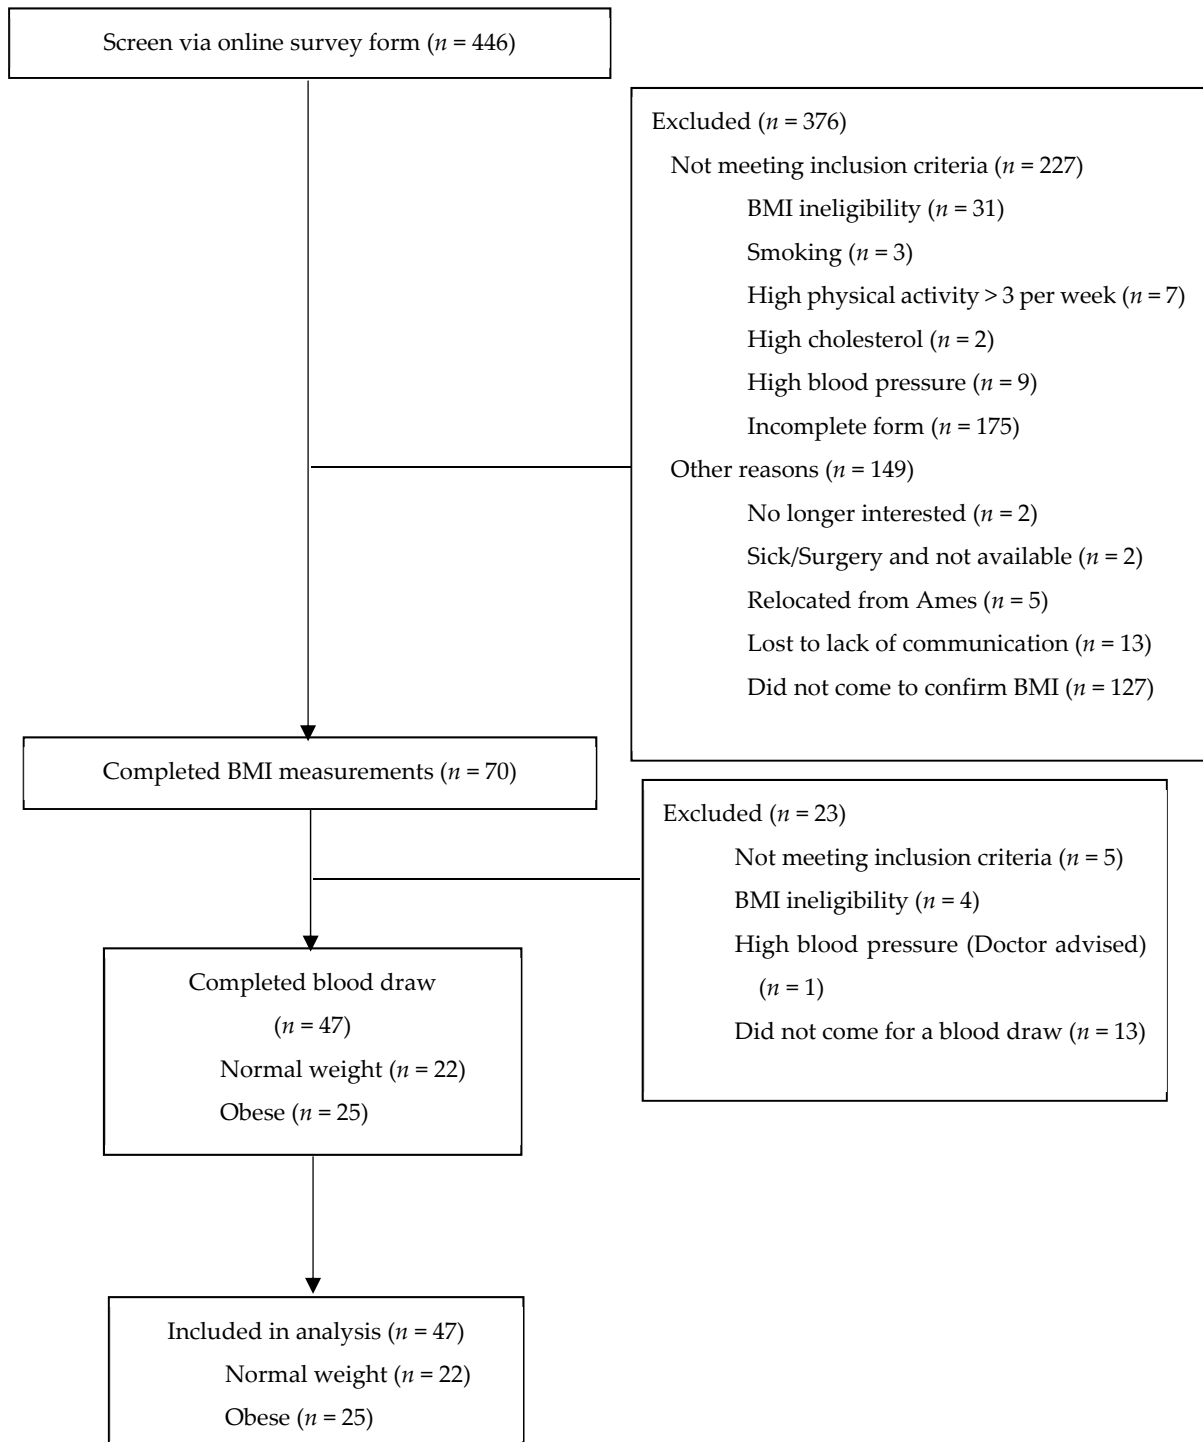 Screen via online survey form (n = 446)
Excluded (n = 376)
Not meeting inclusion criteria (n = 227)
BMI ineligibility (n = 31)
Smoking (n = 3)
High physical activity > 3 per week (n = 7)
High cholesterol (n = 2)
High blood pressure (n = 9)
Incomplete form (n = 175)
Other reasons (n = 149)
No longer interested (n = 2)
Sick/Surgery and not available (n = 2)
Relocated from Ames (n = 5)
Lost to lack of communication (n = 13)
Did not come to confirm BMI (n = 127)
Completed BMI measurements (n = 70)
Excluded (n = 23)
Not meeting inclusion criteria (n = 5)
BMI ineligibility (n = 4)
High blood pressure (Doctor advised)
(n = 1)
Did not come for a blood draw (n = 13)
Completed blood draw
(n = 47)
Normal weight (n = 22)
Obese (n = 25)
Included in analysis (n = 47)
Normal weight (n = 22)
Obese (n = 25)